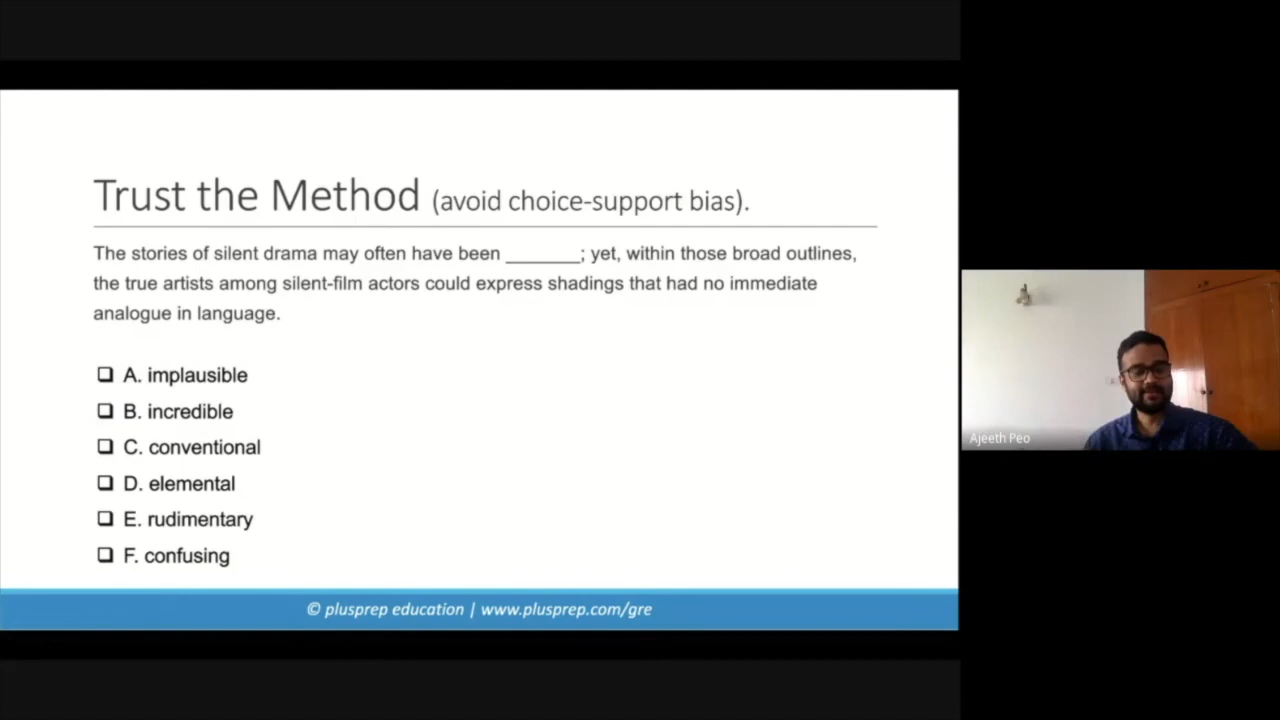 Trust the Method (avoid choice-support bias).
The stories of silent drama may often have been _______; yet, within those broad outlines,
the true artists among silent-film actors could express shadings that had no immediate
analogue in language.
❑ A. implausible
❑ B. incredible
❑ C. conventional
❑ D. elemental
❑ E. rudimentary
❑ F. confusing
© plusprep education | www.plusprep.com/gre
Ajeeth Peo